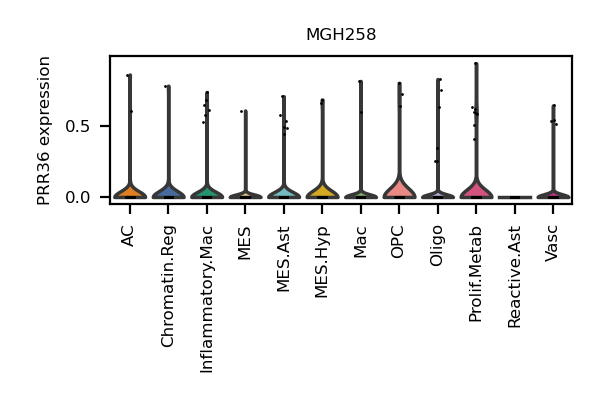 MGH258
PRR36 expression
0.5
0.0
AC
Chromatin.Reg
Inflammatory.Mac
MES
MES.Ast
MES.Hyp
Mac
OPC
Oligo
Prolif.Metab
Reactive.Ast
Vasc